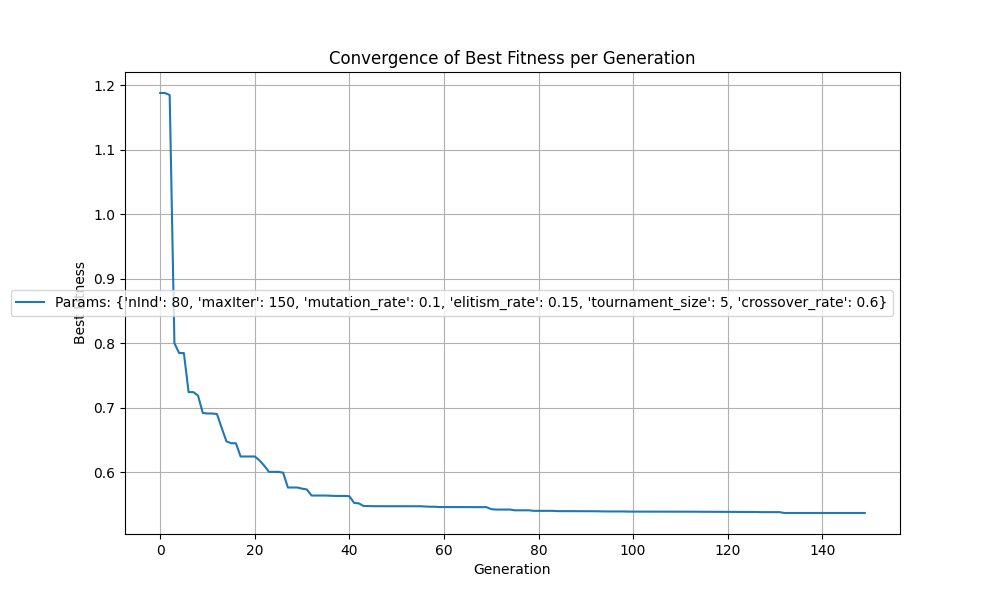 Convergence of Best Fitness per Generation
1.2
1.1
1.0
0.9
Params: {'nInd': 80, 'maxIter': 150, 'mutation_rate': 0.1, 'elitism_rate': 0.15, 'tournament_size': 5, 'crossover_rate': 0.6}
Best Fitness
0.8
0.7
0.6
0 20 40 60 80 100 120 140
Generation